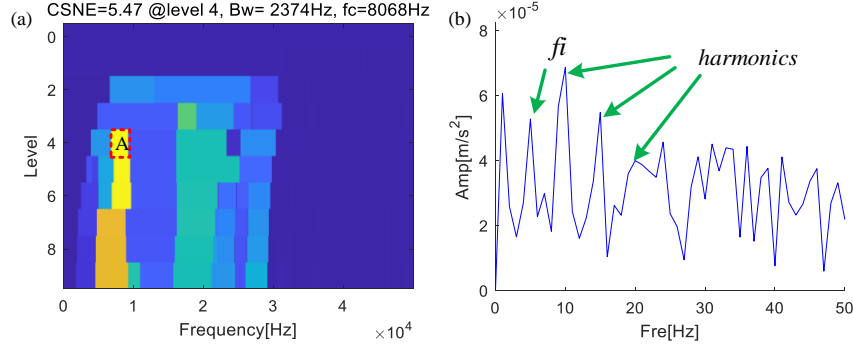 (a)
CSNE=5.47 @level 4, Bw= 2374Hz, fc=8068Hz
Level
0
2
4
6
8
A
0
1
2
3
4
×10^4
Frequency[Hz]
(b)
×10^-5
Amp[m/s^2]
8
6
4
2
0
fi
harmonics
0
10
20
30
40
50
Fre[Hz]